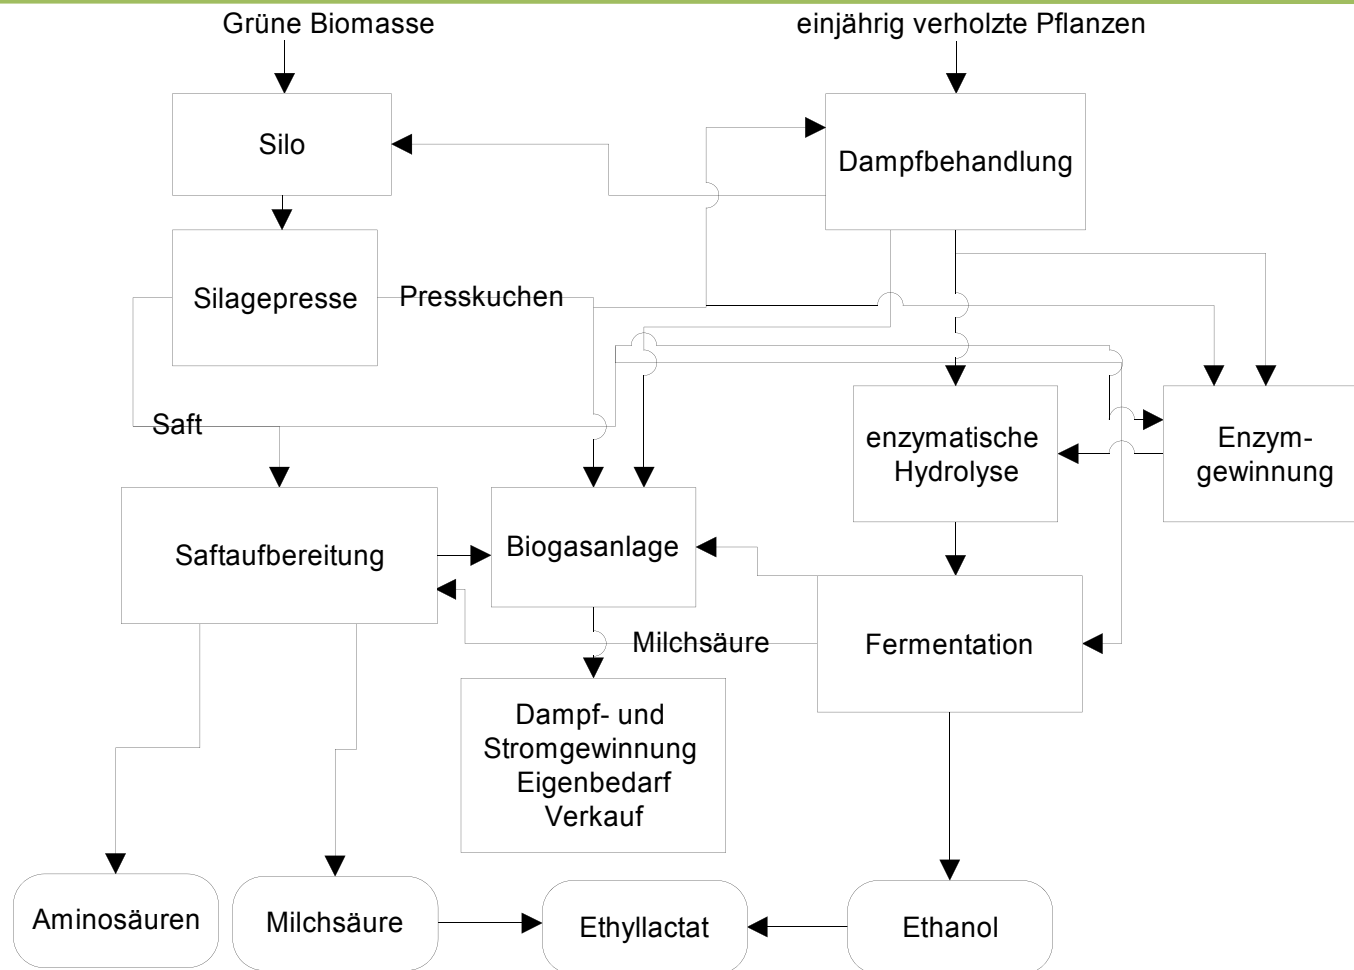 Grüne Biomasse
einjährig verholzte Pflanzen
Silo
Dampfbehandlung
Silagepresse
Presskuchen
Saft
enzymatische
Hydrolyse
Enzym-
gewinnung
Saftaufbereitung
Biogasanlage
Milchsäure
Fermentation
Dampf- und
Stromgewinnung
Eigenbedarf
Verkauf
Aminosäuren
Milchsäure
Ethyllactat
Ethanol